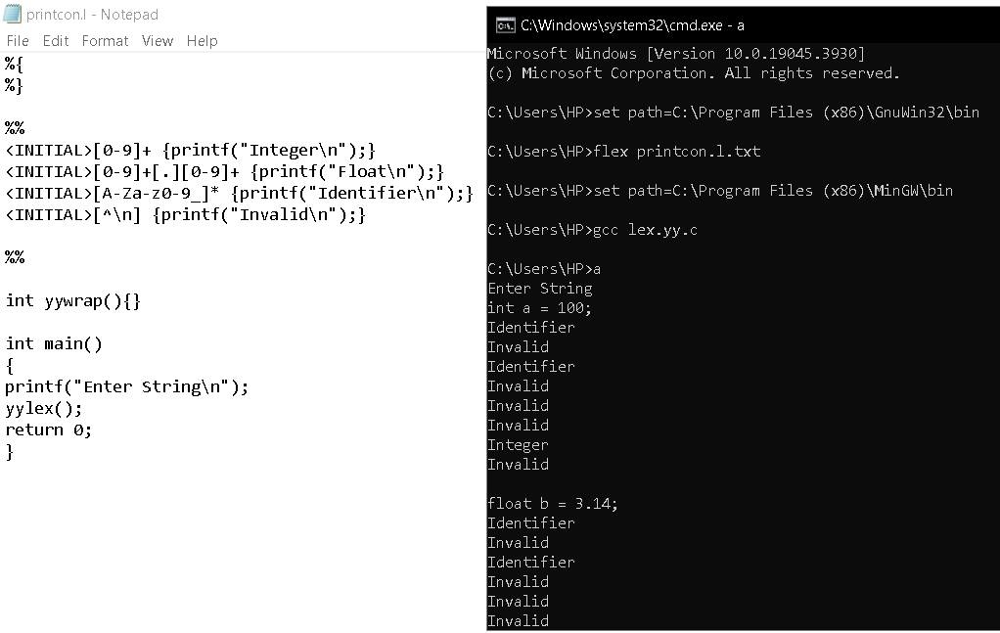 printcon.l - Notepad
File Edit Format View Help
%{
%}
%%
<INITIAL>[0-9]+ {printf("Integer\n");}
<INITIAL>[0-9]+[.][0-9]+ {printf("Float\n");}
<INITIAL>[A-Za-z0-9_]* {printf("Identifier\n");}
<INITIAL>[^\n] {printf("Invalid\n");}
%%
int yywrap(){}
int main()
{
printf("Enter String\n");
yylex();
return 0;
}
C:\Windows\system32\cmd.exe - a
Microsoft Windows [Version 10.0.19045.3930]
(c) Microsoft Corporation. All rights reserved.
C:\Users\HP>set path=C:\Program Files (x86)\GnuWin32\bin
C:\Users\HP>flex printcon.l.txt
C:\Users\HP>set path=C:\Program Files (x86)\MinGW\bin
C:\Users\HP>gcc lex.yy.c
C:\Users\HP>a
Enter String
int a = 100;
Identifier
Invalid
Identifier
Invalid
Invalid
Invalid
Integer
Invalid
float b = 3.14;
Identifier
Invalid
Identifier
Invalid
Invalid
Invalid